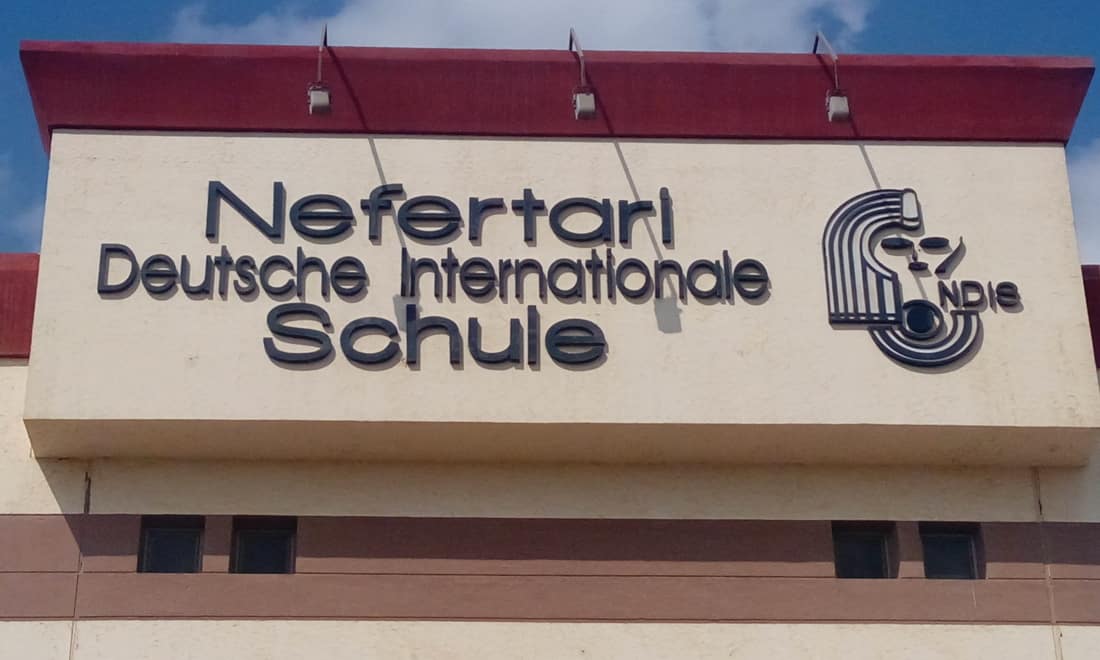 Nefertari
Deutsche Internationale
Schule
NDIS